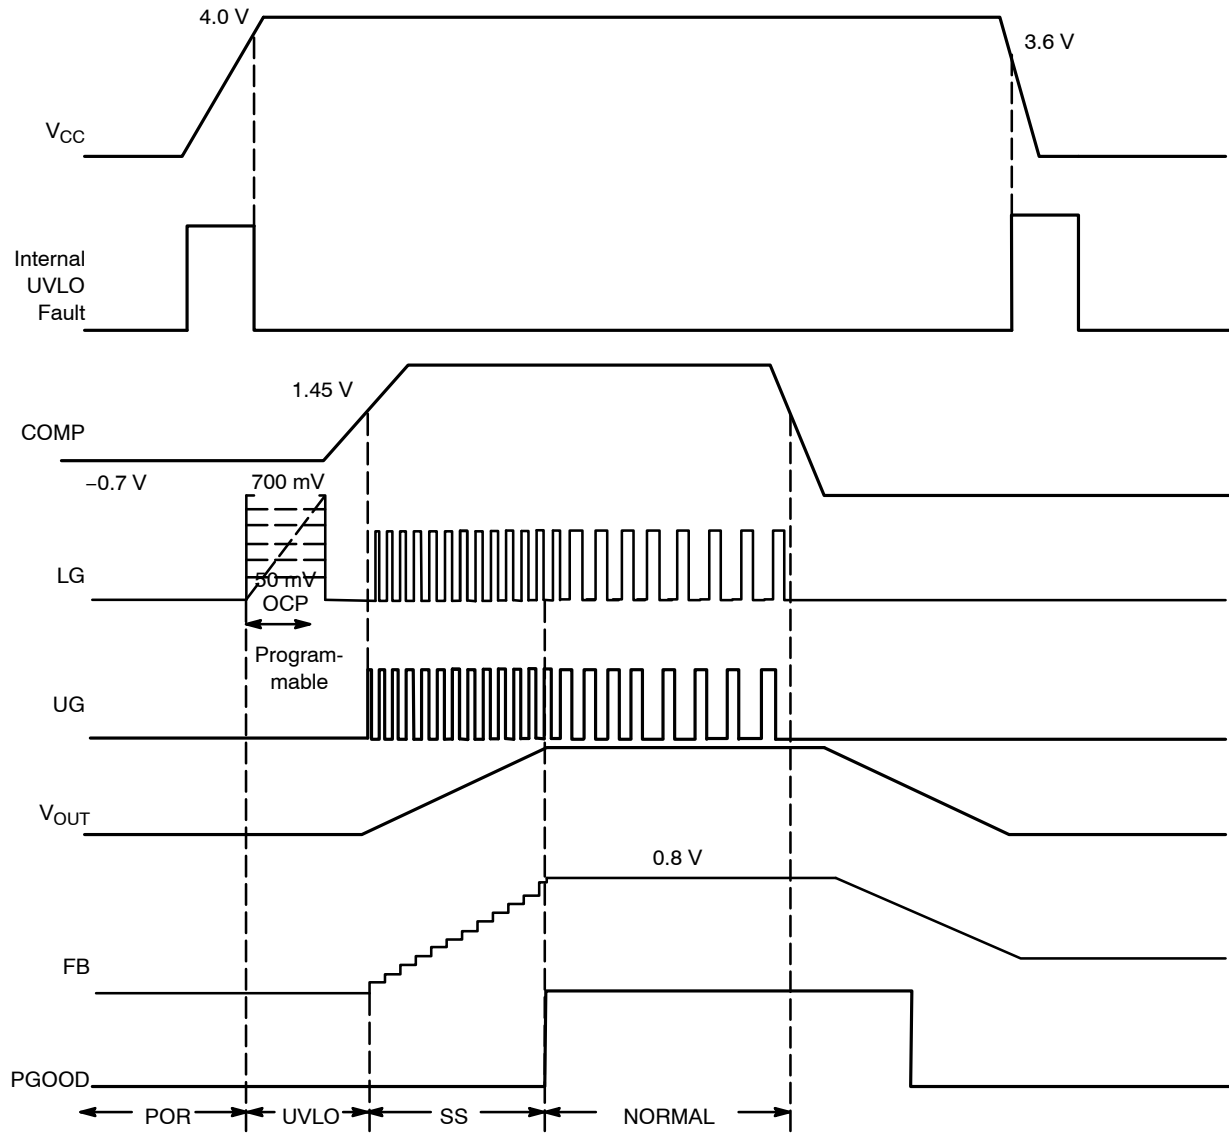 4.0 V
3.6 V
VCC
Internal
UVLO
Fault
1.45 V
COMP
−0.7 V
700 mV
LG
50 mV
OCP
Program-
mable
UG
VOUT
0.8 V
FB
PGOOD
POR UVLO SS NORMAL